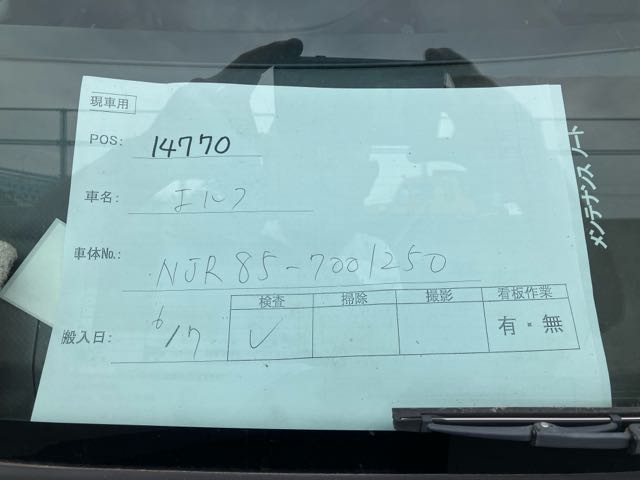 現車用
POS: 14770
車名: エルフ
車体No.: NJR85-7001250
検査 掃除 撮影 看板作業
搬入日: 6/17 レ 有・無
メンテナンス ノート